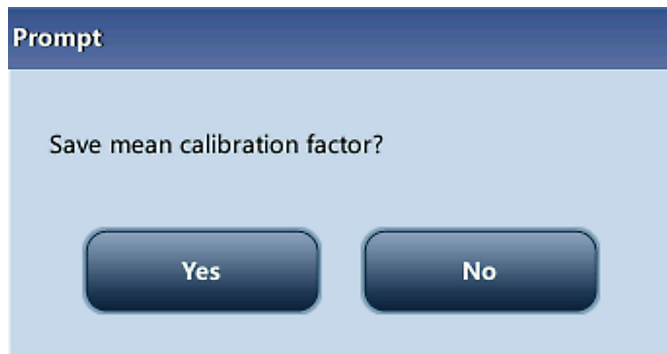 Prompt
Save mean calibration factor?
Yes
No